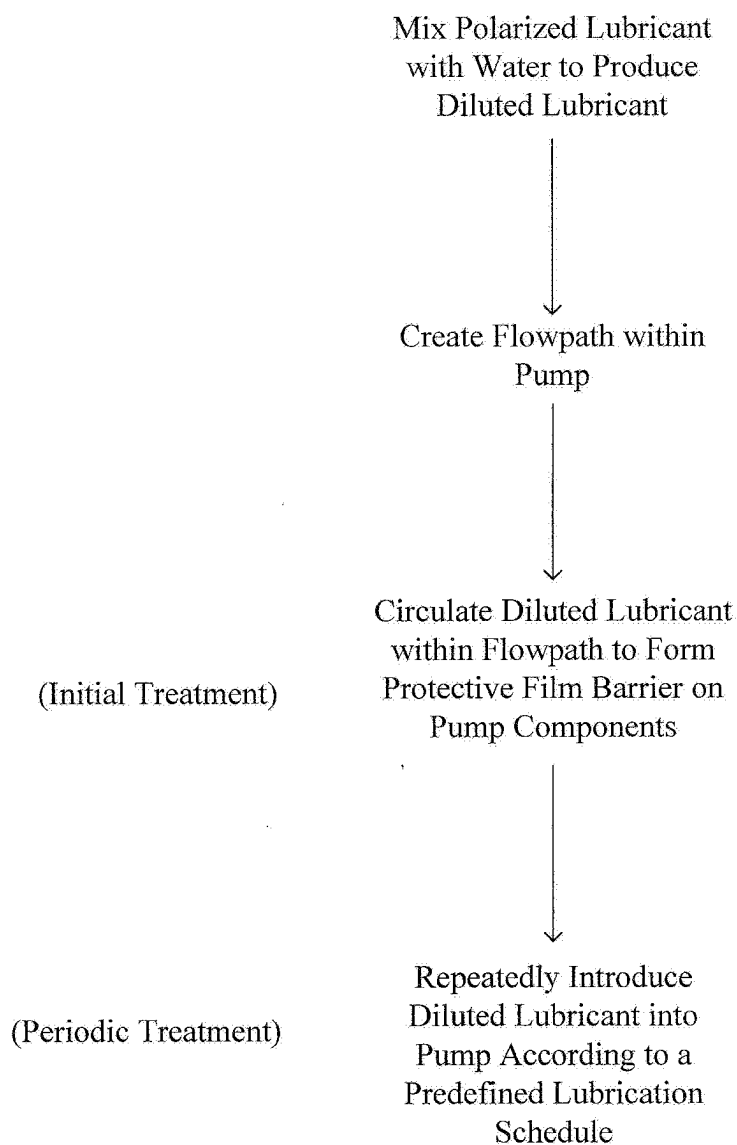 Mix Polarized Lubricant
with Water to Produce
Diluted Lubricant
Create Flowpath within
Pump
Circulate Diluted Lubricant
within Flowpath to Form
(Initial Treatment)
Protective Film Barrier on
Pump Components
Repeatedly Introduce
Diluted Lubricant into
(Periodic Treatment)
Pump According to a
Predefined Lubrication
Schedule